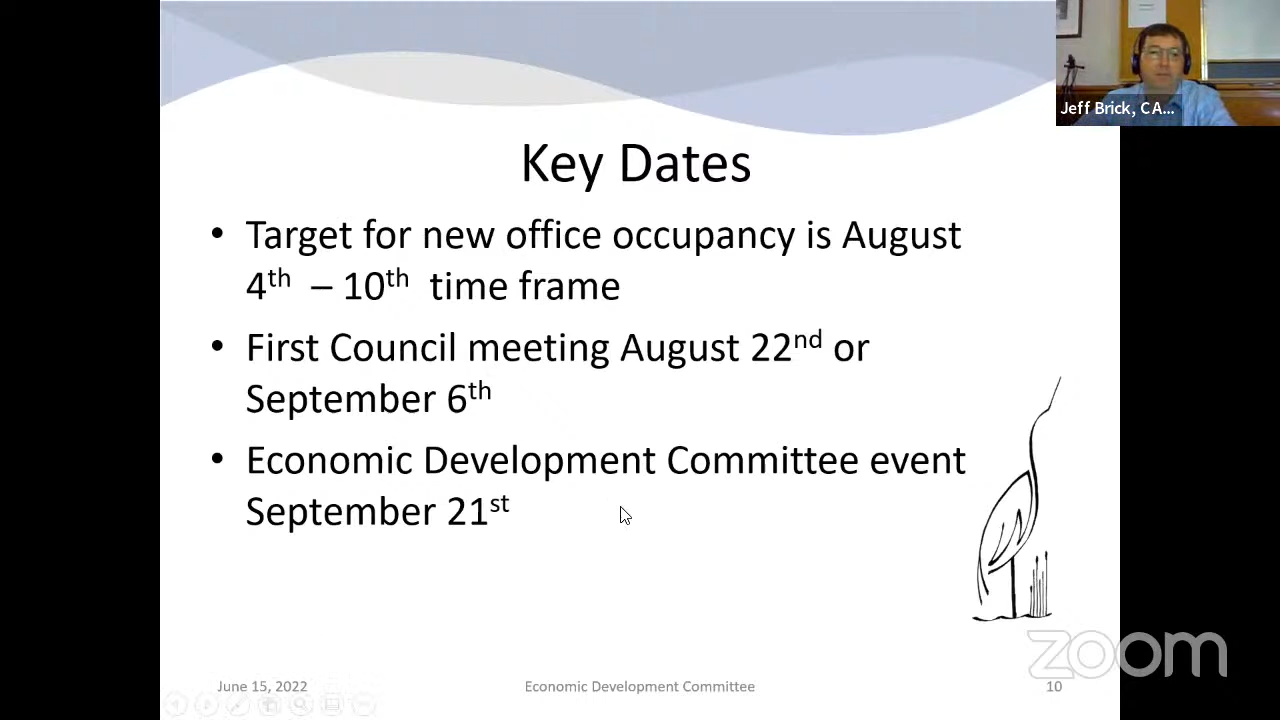 Jeff Brick, CA...
Key Dates
• Target for new office occupancy is August
4th – 10th time frame
• First Council meeting August 22nd or
September 6th
• Economic Development Committee event
September 21st
zoom
June 15, 2022 Economic Development Committee 10